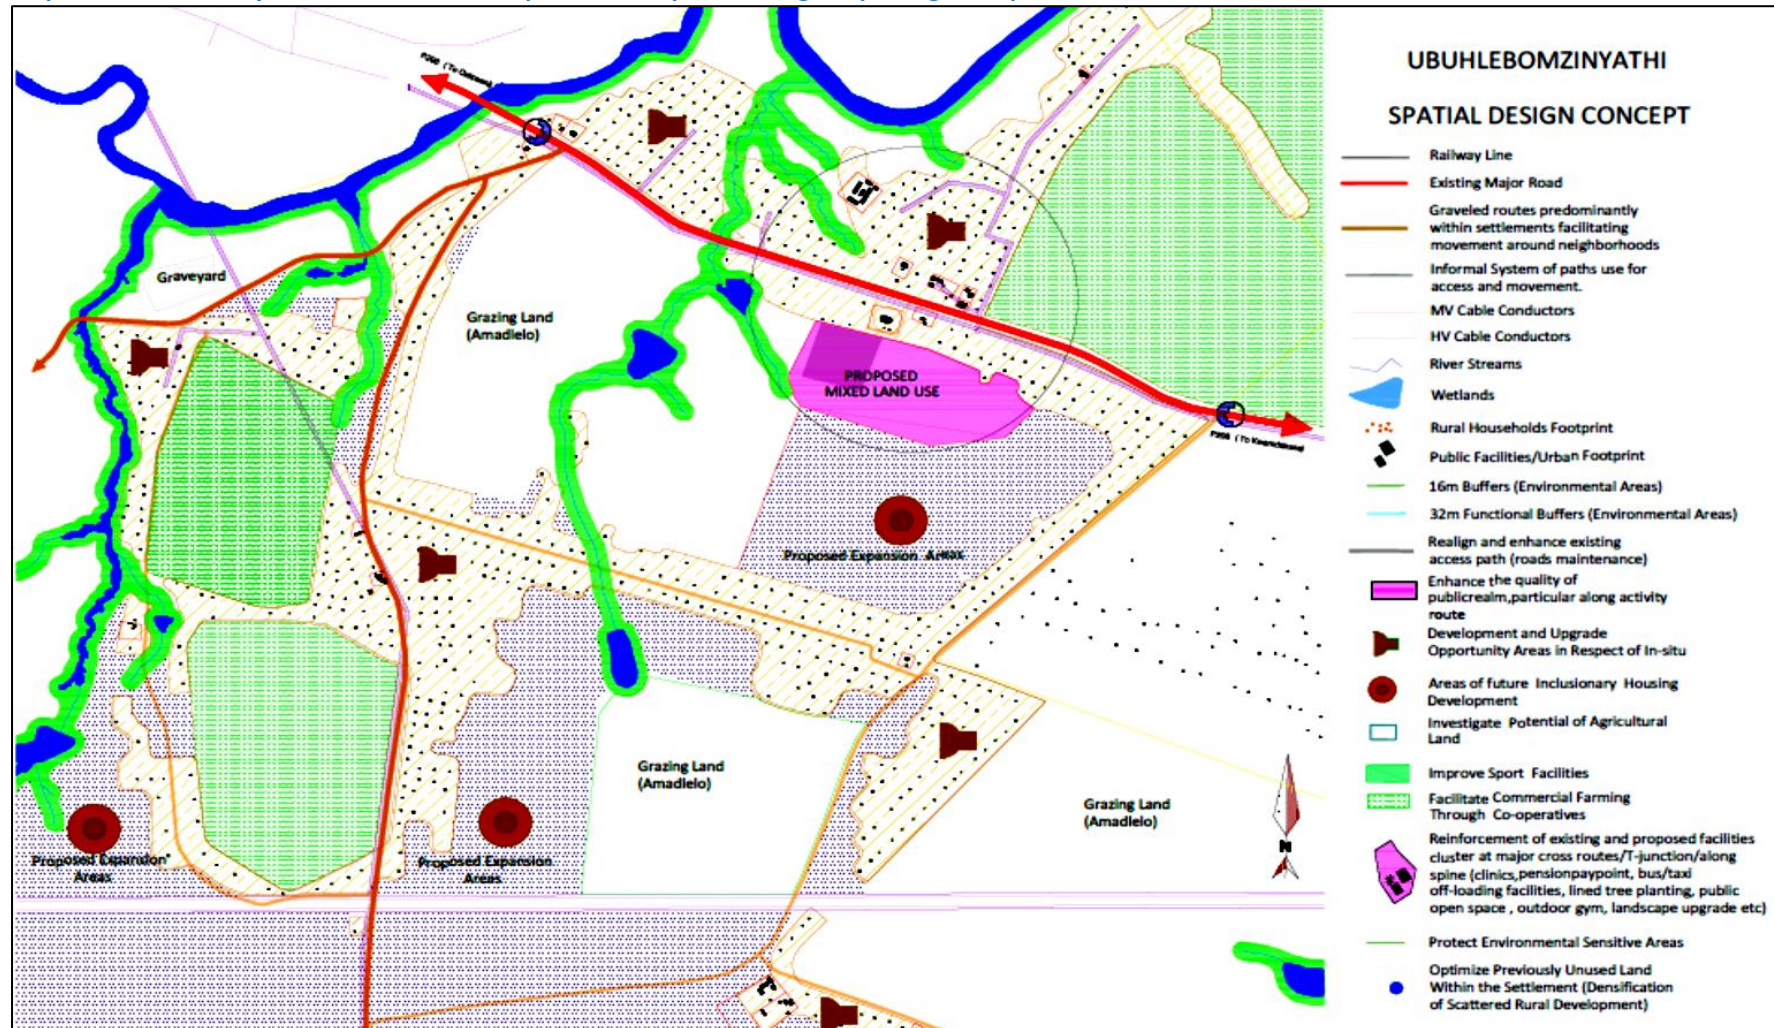 UBUHLEBOMZINYATHI
SPATIAL DESIGN CONCEPT
Railway Line
Existing Major Road
Graveled routes predominantly
within settlements facilitating
movement around neighborhoods
Informal System of paths use for
access and movement.
MV Cable Conductors
HV Cable Conductors
River Streams
Wetlands
Rural Households Footprint
Public Facilities/Urban Footprint
16m Buffers (Environmental Areas)
32m Functional Buffers (Environmental Areas)
Realign and enhance existing
access path (roads maintenance)
Enhance the quality of
publicrealm,particular along activity
route
Development and Upgrade
Opportunity Areas in Respect of In-situ
Areas of future Inclusionary Housing
Development
Investigate Potential of Agricultural
Land
Improve Sport Facilities
Facilitate Commercial Farming
Through Co-operatives
Reinforcement of existing and proposed facilities
cluster at major cross routes/T-junction/along
spine (clinics,pensionpaypoint, bus/taxi
off-loading facilities, lined tree planting, public
open space , outdoor gym, landscape upgrade etc)
Protect Environmental Sensitive Areas
Optimize Previously Unused Land
Within the Settlement (Densification
of Scattered Rural Development)
Graveyard
Grazing Land
(Amadlelo)
PROPOSED
MIXED LAND USE
Proposed Expansion Areas
Grazing Land
(Amadlelo)
Grazing Land
(Amadlelo)
Proposed Expansion
Areas
Proposed Expansion
Areas
N